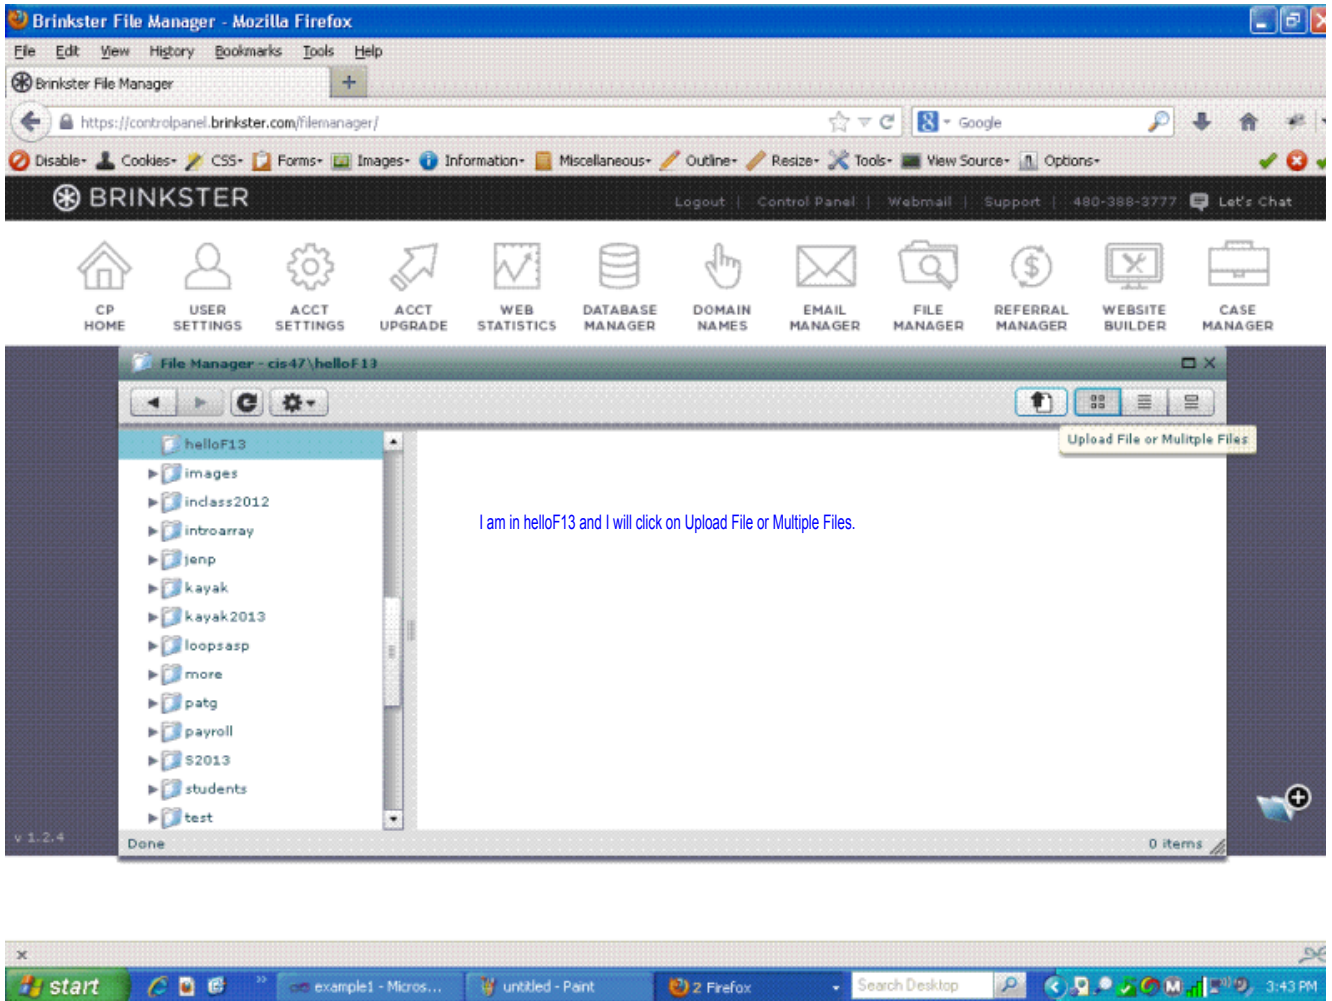 Brinkster File Manager - Mozilla Firefox
File Edit View History Bookmarks Tools Help
Brinkster File Manager +
https://controlpanel.brinkster.com/filemanager/ Google
Disable Cookies CSS Forms Images Information Miscellaneous Outline Resize Tools View Source Options
BRINKSTER Logout | Control Panel | Webmail | Support | 480-388-3777 Let's Chat
CP HOME
USER SETTINGS
ACCT SETTINGS
ACCT UPGRADE
WEB STATISTICS
DATABASE MANAGER
DOMAIN NAMES
EMAIL MANAGER
FILE MANAGER
REFERRAL MANAGER
WEBSITE BUILDER
CASE MANAGER
File Manager - cis47\helloF13
Upload File or Mulitple Files
helloF13
images
inclass2012
introarray
jenp
kayak
kayak2013
loopsasp
more
patg
payroll
S2013
students
test
I am in helloF13 and I will click on Upload File or Multiple Files.
v 1.2.4
Done 0 items
start example1 - Micros... untitled - Paint 2 Firefox Search Desktop 3:43 PM